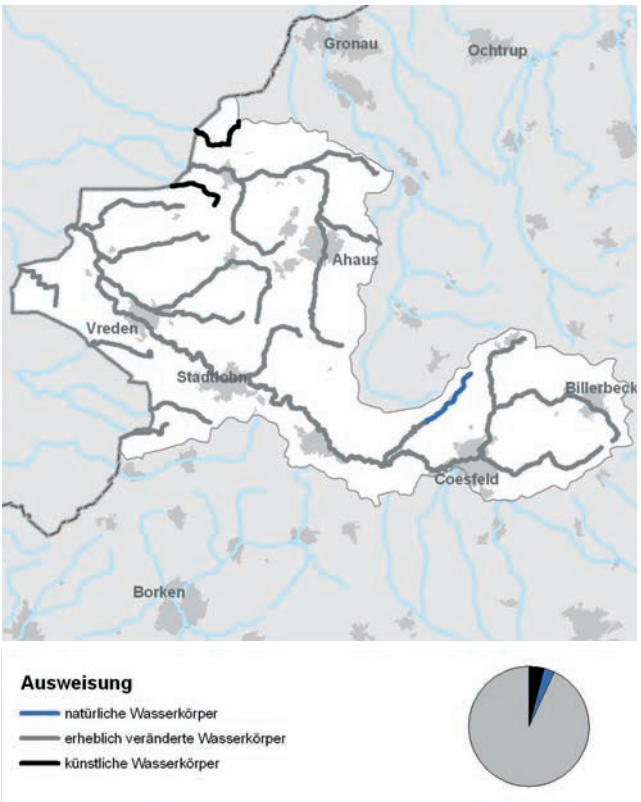 Gronau
Ochtrup
Ahaus
Vreden
Stadtlohn
Billerbeck
Coesfeld
Borken
Ausweisung
natürliche Wasserkörper
erheblich veränderte Wasserkörper
künstliche Wasserkörper